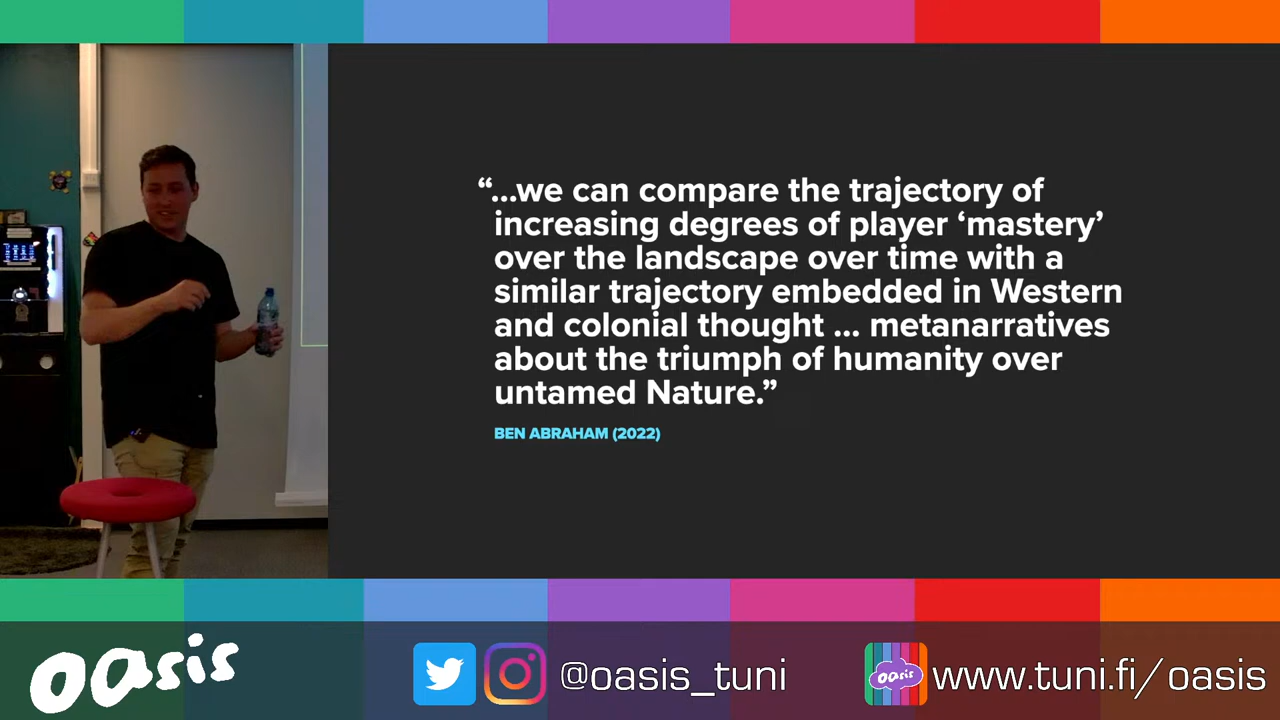 “...we can compare the trajectory of
increasing degrees of player ‘mastery’
over the landscape over time with a
similar trajectory embedded in Western
and colonial thought ... metanarratives
about the triumph of humanity over
untamed Nature.”
BEN ABRAHAM (2022)
oasis
@oasis_tuni
oasis
www.tuni.fi/oasis